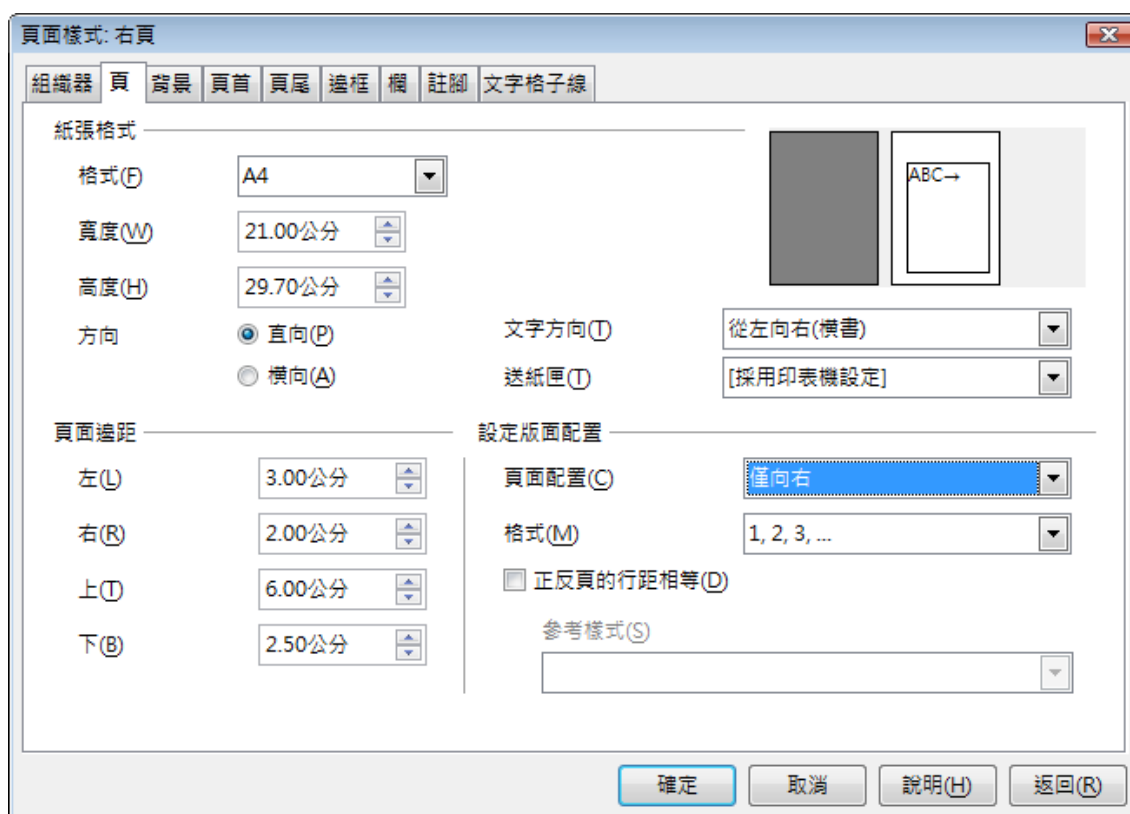 頁面樣式: 右頁
組織器 頁 背景 頁首 頁尾 邊框 欄 註腳 文字格子線
紙張格式
格式(F) A4
寬度(W) 21.00公分
高度(H) 29.70公分
方向 直向(P)
橫向(A)
ABC→
文字方向(T) 從左向右(橫書)
送紙匣(T) [採用印表機設定]
頁面邊距
左(L) 3.00公分
右(R) 2.00公分
上(T) 6.00公分
下(B) 2.50公分
設定版面配置
頁面配置(C) 僅向右
格式(M) 1, 2, 3, ...
正反頁的行距相等(D)
參考樣式(S)
確定 取消 說明(H) 返回(R)